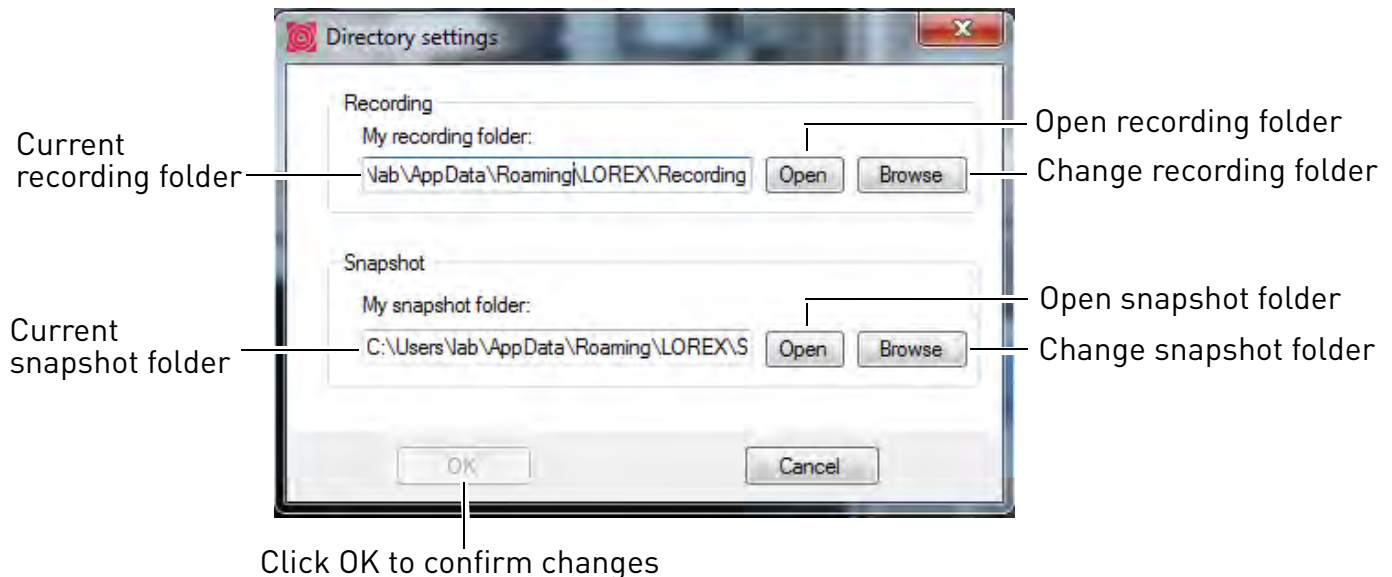 Directory settings
X
Recording
My recording folder:
\lab\AppData\Roaming\LOREX\Recording
Open
Browse
Current
recording folder
Open recording folder
Change recording folder
Snapshot
My snapshot folder:
C:\Users\lab\AppData\Roaming\LOREX\S
Open
Browse
Current
snapshot folder
Open snapshot folder
Change snapshot folder
OK
Cancel
Click OK to confirm changes